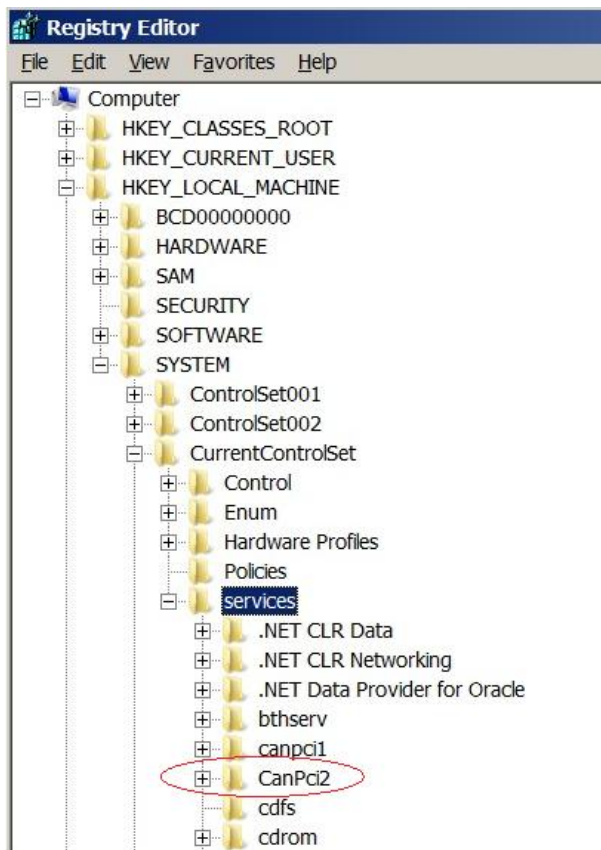 Registry Editor
File Edit View Favorites Help
Computer
HKEY_CLASSES_ROOT
HKEY_CURRENT_USER
HKEY_LOCAL_MACHINE
BCD00000000
HARDWARE
SAM
SECURITY
SOFTWARE
SYSTEM
ControlSet001
ControlSet002
CurrentControlSet
Control
Enum
Hardware Profiles
Policies
services
.NET CLR Data
.NET CLR Networking
.NET Data Provider for Oracle
bthserv
canpci1
CanPci2
cdfs
cdrom